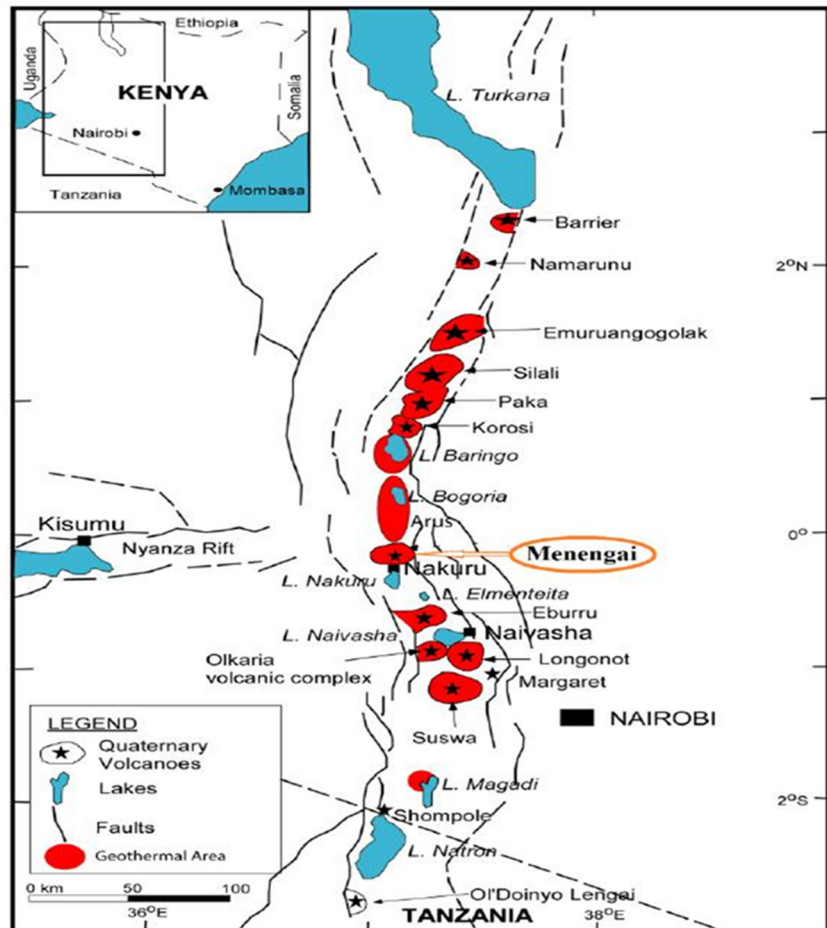 Ethiopia
Uganda
Somalia
KENYA
Nairobi
Mombasa
Tanzania
L. Turkana
Barrier
Namarunu
2°N
Emuruangogolak
Silali
Paka
Korosi
L. Baringo
L. Bogoria
Arus
Kisumu
0°
Nyanza Rift
Menengai
Nakuru
L. Nakuru
L. Elmenteita
Eburru
L. Naivasha
Naivasha
Olkaria
volcanic complex
Longonot
Margaret
NAIROBI
Suswa
LEGEND
Quaternary
Volcanoes
Lakes
Faults
Geothermal Area
0 km 50 100
L. Magadi
2°S
Shompole
L. Natron
Ol'Doinyo Lengai
36°E
TANZANIA
38°E